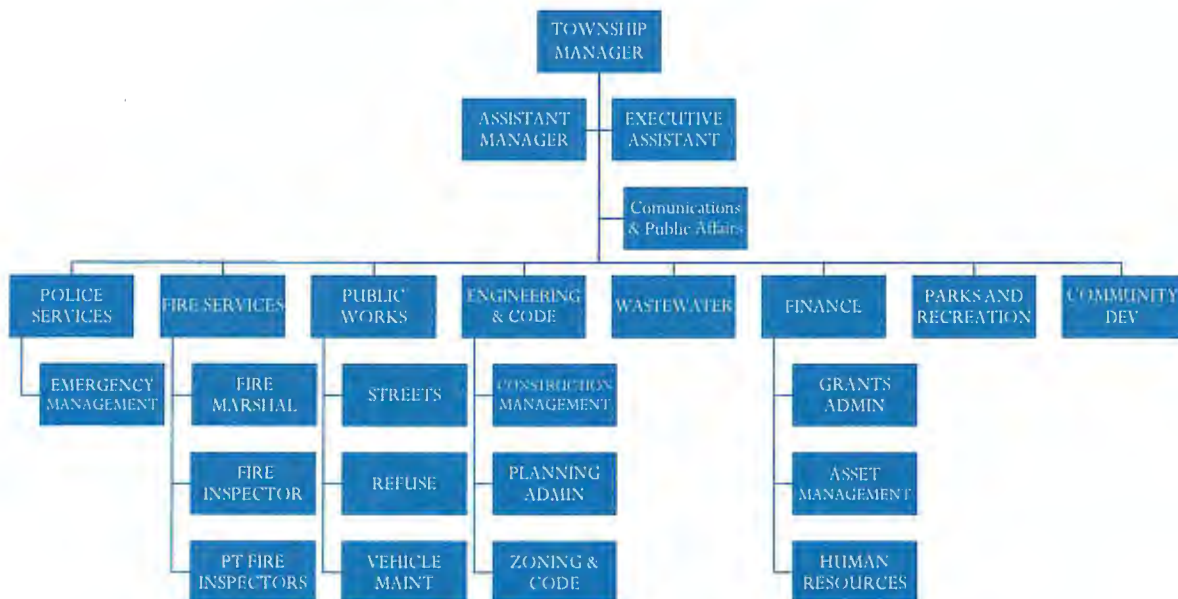 TOWNSHIP
MANAGER
ASSISTANT
MANAGER
EXECUTIVE
ASSISTANT
Comunications
& Public Affairs
POLICE
SERVICES
FIRE SERVICES
PUBLIC
WORKS
ENGINEERING
& CODE
WASTEWATER
FINANCE
PARKS AND
RECREATION
COMMUNITY
DEV
EMERGENCY
MANAGEMENT
FIRE
MARSHAL
STREETS
CONSTRUCTION
MANAGEMENT
GRANTS
ADMIN
FIRE
INSPECTOR
REFUSE
PLANNING
ADMIN
ASSET
MANAGEMENT
PT FIRE
INSPECTORS
VEHICLE
MAINT
ZONING &
CODE
HUMAN
RESOURCES